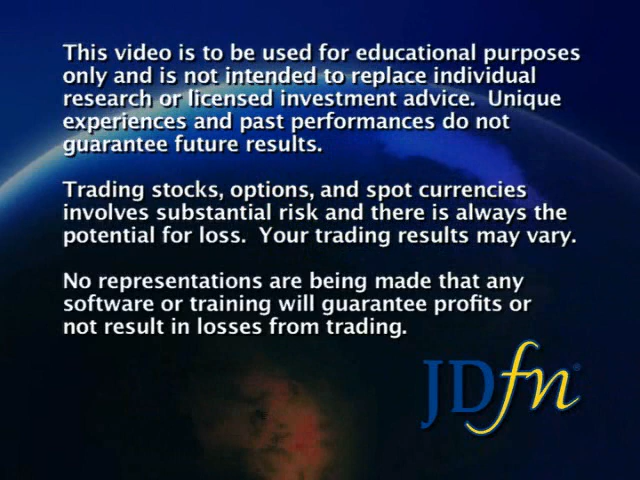 This video is to be used for educational purposes
only and is not intended to replace individual
research or licensed investment advice.  Unique
experiences and past performances do not
guarantee future results.
Trading stocks, options, and spot currencies
involves substantial risk and there is always the
potential for loss.  Your trading results may vary.
No representations are being made that any
software or training will guarantee profits or
not result in losses from trading.
JDfn®